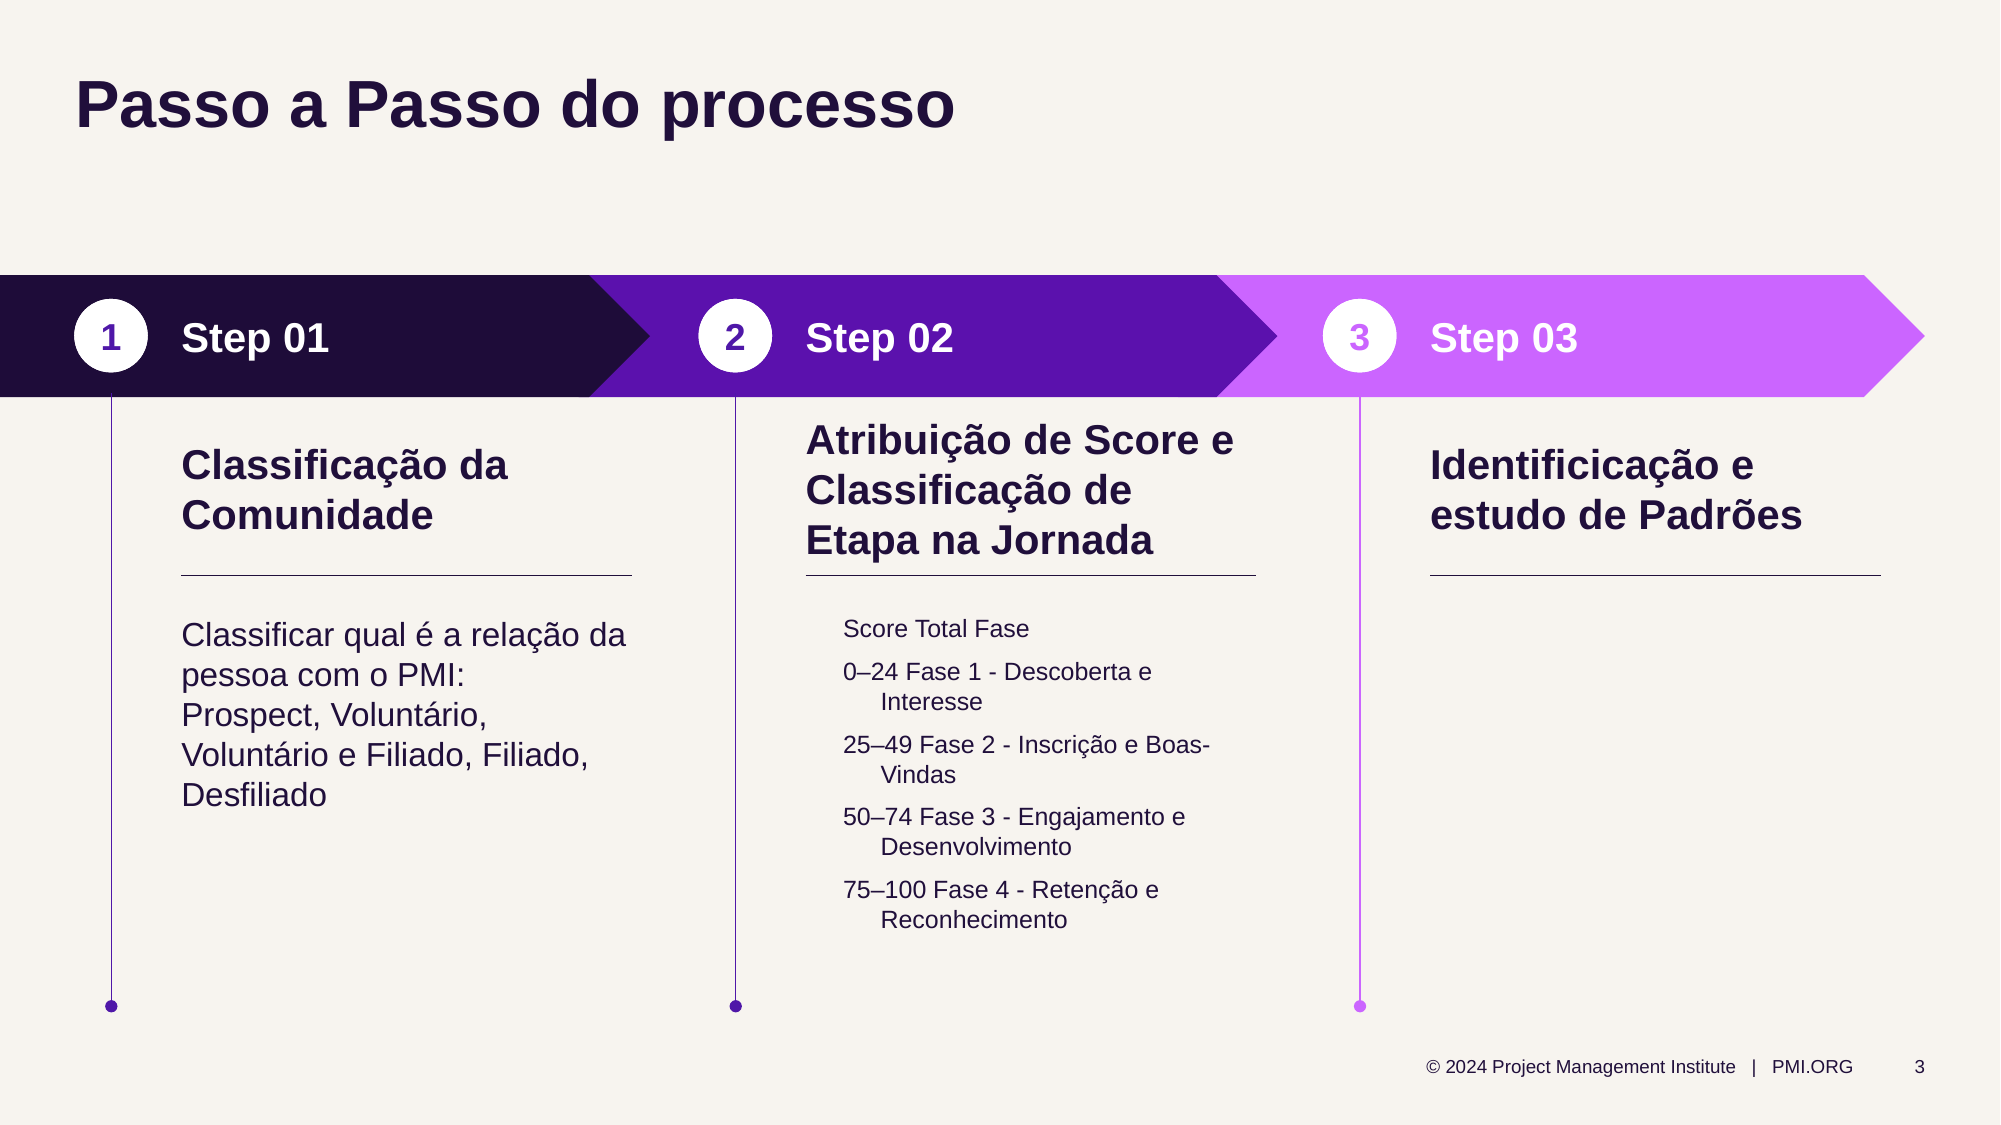 Passo a Passo do processo
1
Step 01
2
Step 02
3
Step 03
Classificação da
Comunidade
Classificar qual é a relação da
pessoa com o PMI:
Prospect, Voluntário,
Voluntário e Filiado, Filiado,
Desfiliado
Atribuição de Score e
Classificação de
Etapa na Jornada
Score Total Fase
0–24 Fase 1 - Descoberta e
Interesse
25–49 Fase 2 - Inscrição e Boas-
Vindas
50–74 Fase 3 - Engajamento e
Desenvolvimento
75–100 Fase 4 - Retenção e
Reconhecimento
Identificicação e
estudo de Padrões
© 2024 Project Management Institute | PMI.ORG
3